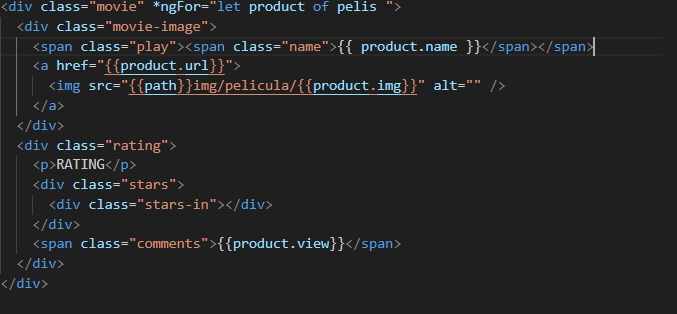 <div class="movie" *ngFor="let product of pelis ">
<div class="movie-image">
<span class="play"><span class="name">{{ product.name }}</span></span>
<a href="{{product.url}}">
<img src="{{path}}img/pelicula/{{product.img}}" alt="" />
</a>
</div>
<div class="rating">
<p>RATING</p>
<div class="stars">
<div class="stars-in"></div>
</div>
<span class="comments">{{product.view}}</span>
</div>
</div>